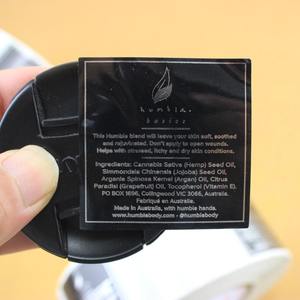 humble.
basics
This Humble blend will leave your skin soft, soothed
and rejuvinated. Don't apply to open wounds.
Helps with stressed, itchy and dry skin conditions.
Ingredients: Cannabis Sativa (Hemp) Seed Oil,
Simmondsia Chinensis (Jojoba) Seed Oil,
Argania Spinosa Kernel (Argan) Oil, Citrus
Paradisi (Grapefruit) Oil, Tocopherol (Vitamin E).
PO BOX 1696, Collingwood VIC 3066, Australia.
Fabriqué en Australie.
Made in Australia, with humble hands.
www.humblebody.com - @humblebody